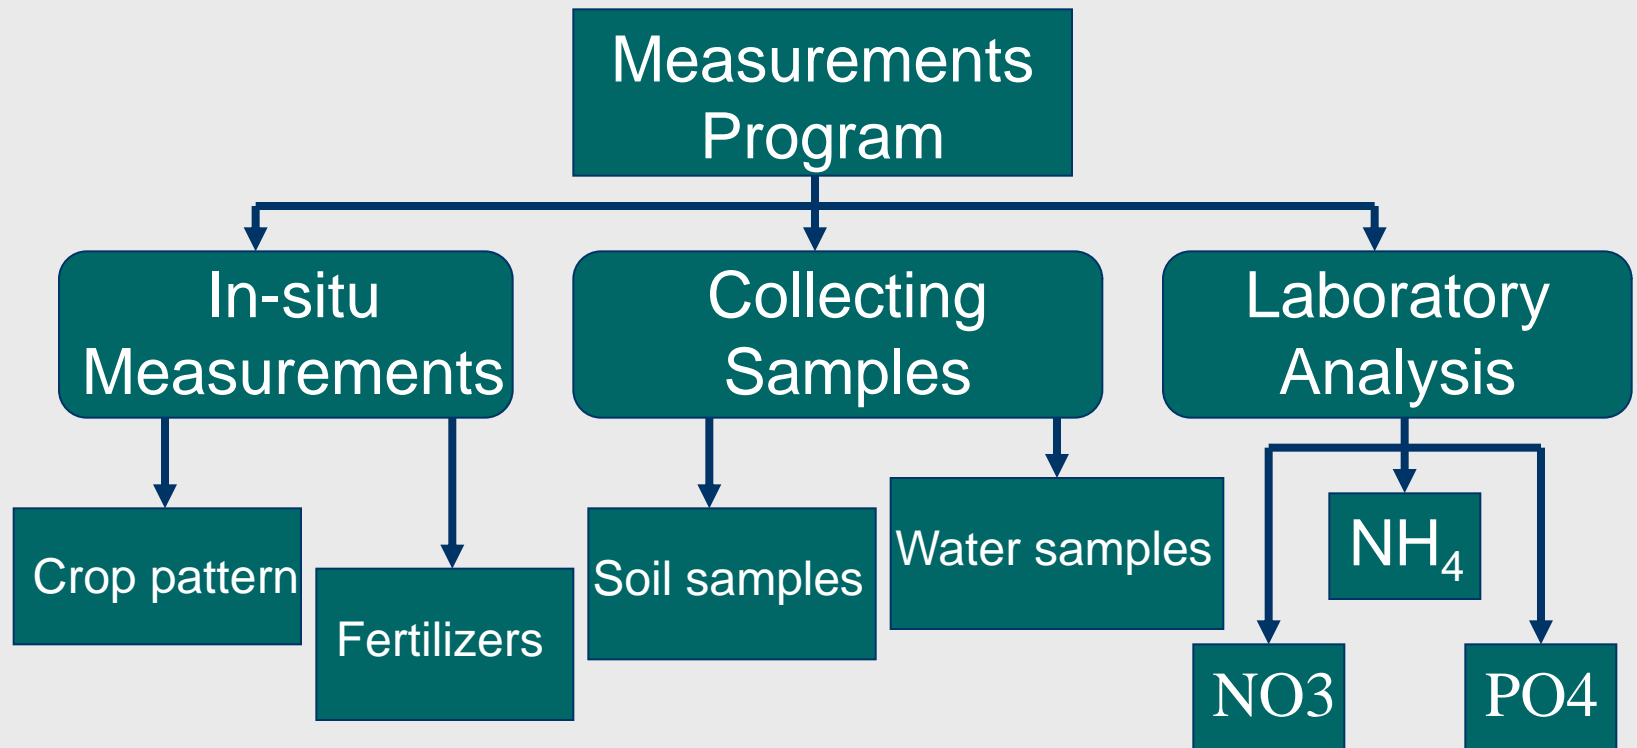 Measurements
Program
In-situ
Measurements
Collecting
Samples
Laboratory
Analysis
Crop pattern
Fertilizers
Soil samples
Water samples
NH₄
NO3
PO4